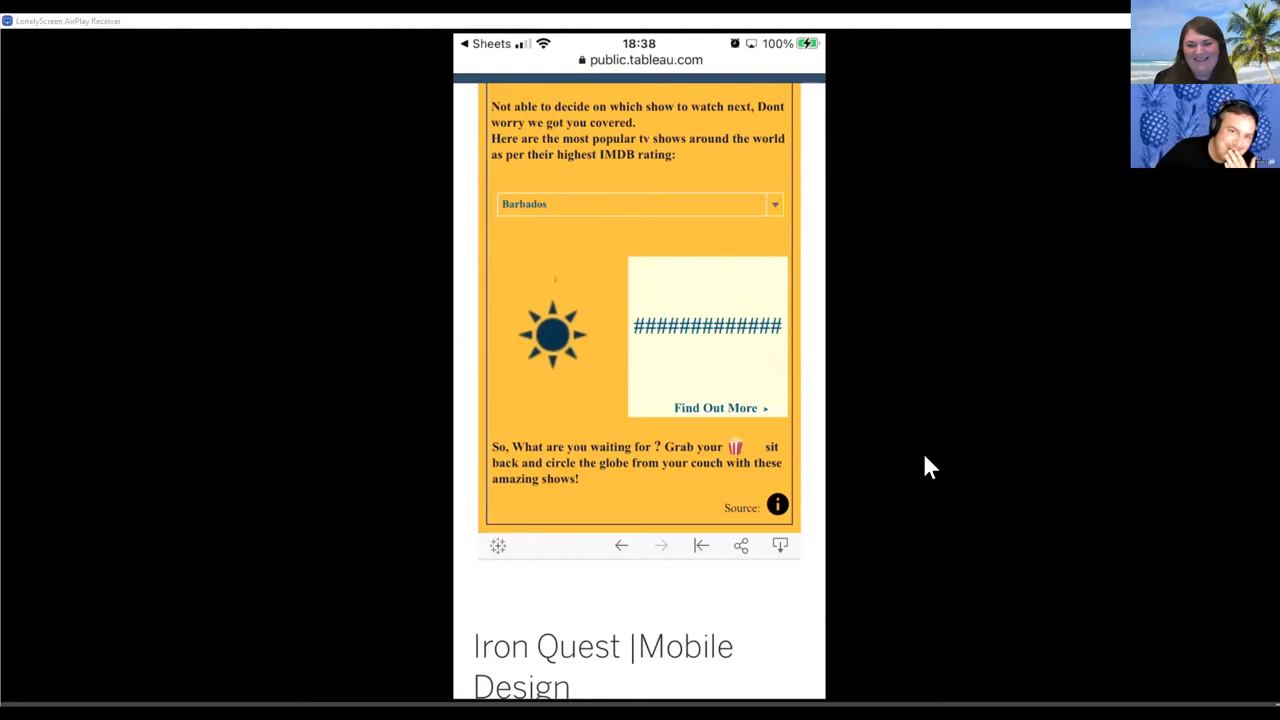 LonelyScreen AirPlay Receiver
Sheets
18:38
100%
public.tableau.com
Not able to decide on which show to watch next, Dont
worry we got you covered.
Here are the most popular tv shows around the world
as per their highest IMDB rating:
Barbados
#############
Find Out More ➤
So, What are you waiting for ? Grab your 🍿 sit
back and circle the globe from your couch with these
amazing shows!
Source: i
Iron Quest |Mobile
Design